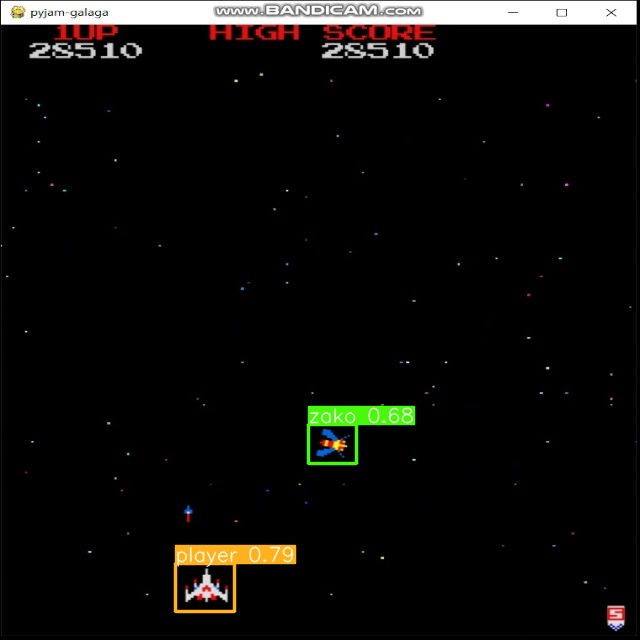 pyjam-galaga
www.BANDICAM.com
1UP HIGH SCORE
28510 28510
zako 0.68
player 0.79
5